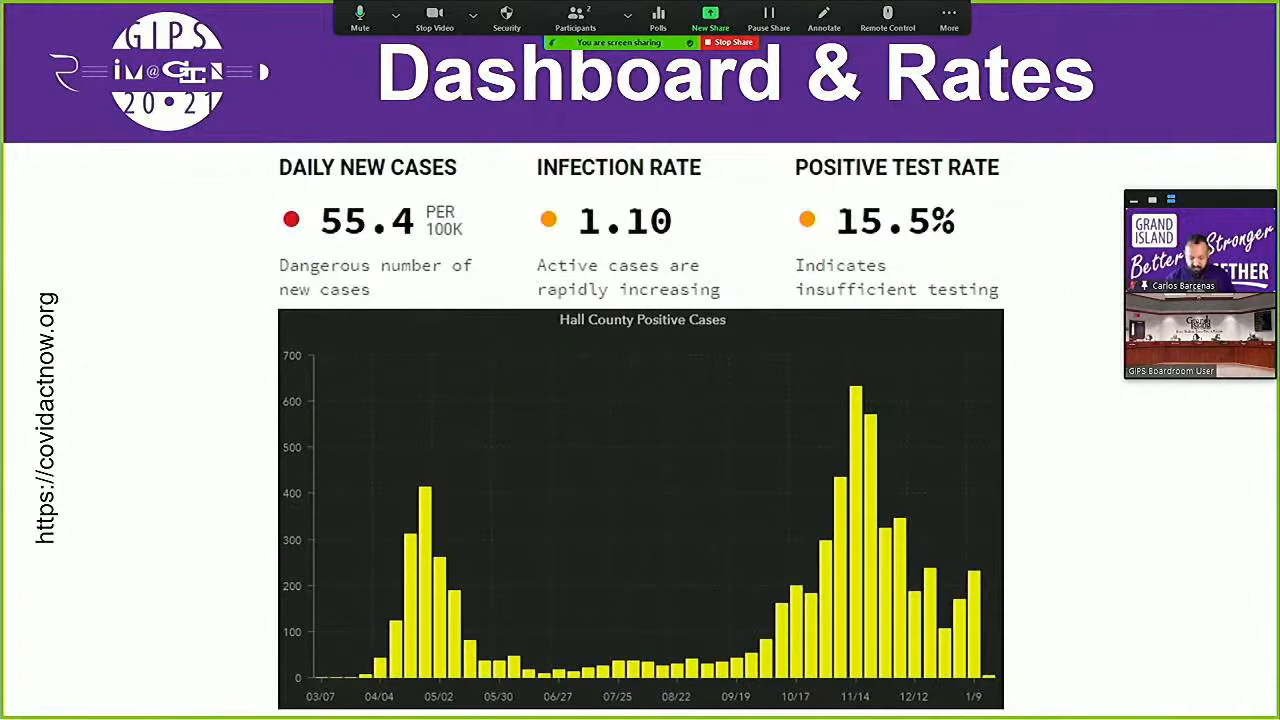 Mute
Stop Video
Security
Participants
2
Polls
New Share
Pause Share
Annotate
Remote Control
More
You are screen sharing
Stop Share
GIPS
20 21
Dashboard & Rates
DAILY NEW CASES
55.4 PER 100K
Dangerous number of
new cases
INFECTION RATE
1.10
Active cases are
rapidly increasing
POSITIVE TEST RATE
15.5%
Indicates
insufficient testing
https://covidactnow.org
Hall County Positive Cases
700
600
500
400
300
200
100
0
03/07 04/04 05/02 05/30 06/27 07/25 08/22 09/19 10/17 11/14 12/12 1/9
GRAND
ISLAND
Stronger
Better
Carlos Barcenas
GIPS Boardroom User